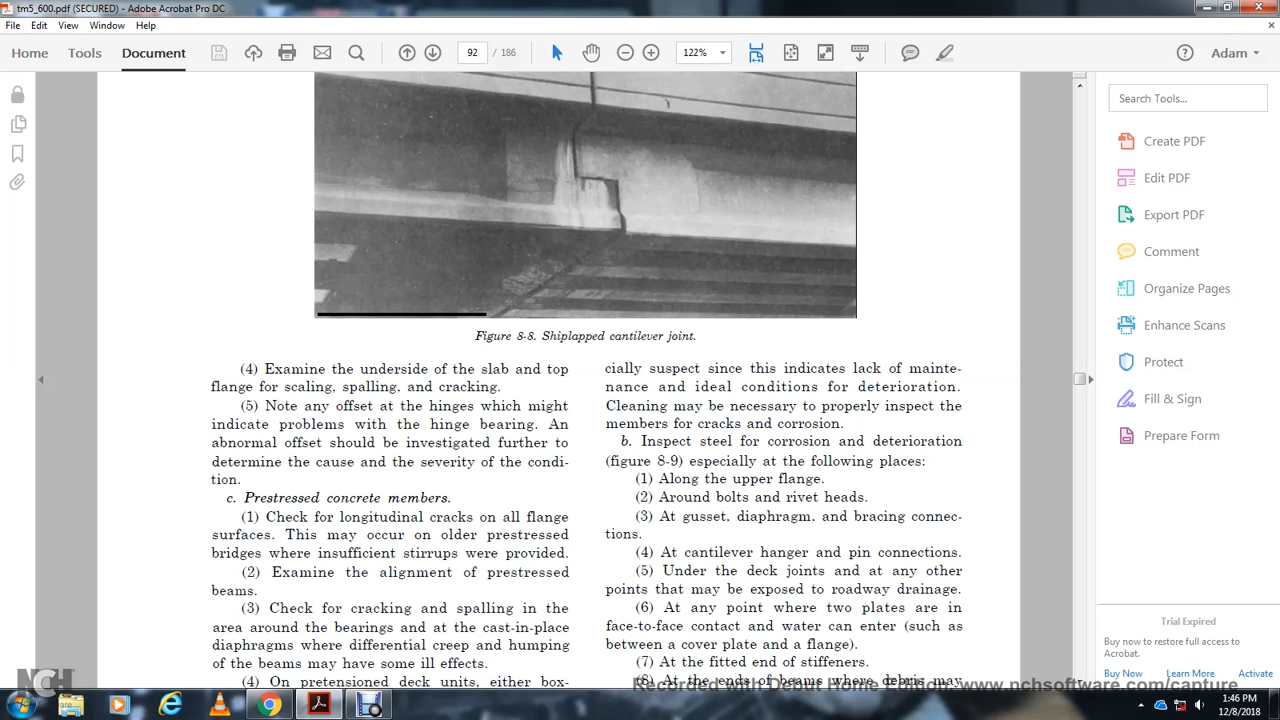 tm5_600.pdf (SECURED) - Adobe Acrobat Pro DC
File Edit View Window Help
Home Tools Document 92 / 186 122% Adam
Search Tools...
Create PDF
Edit PDF
Export PDF
Comment
Organize Pages
Enhance Scans
Protect
Fill & Sign
Prepare Form
Trial Expired
Buy now to restore full access to
Acrobat.
Buy Now Learn More Activate
Figure 8-8. Shiplapped cantilever joint.
(4) Examine the underside of the slab and top
flange for scaling, spalling, and cracking.
(5) Note any offset at the hinges which might
indicate problems with the hinge bearing. An
abnormal offset should be investigated further to
determine the cause and the severity of the condi-
tion.
c. Prestressed concrete members.
(1) Check for longitudinal cracks on all flange
surfaces. This may occur on older prestressed
bridges where insufficient stirrups were provided.
(2) Examine the alignment of prestressed
beams.
(3) Check for cracking and spalling in the
area around the bearings and at the cast-in-place
diaphragms where differential creep and humping
of the beams may have some ill effects.
(4) On pretensioned deck units, either box-
cially suspect since this indicates lack of mainte-
nance and ideal conditions for deterioration.
Cleaning may be necessary to properly inspect the
members for cracks and corrosion.
b. Inspect steel for corrosion and deterioration
(figure 8-9) especially at the following places:
(1) Along the upper flange.
(2) Around bolts and rivet heads.
(3) At gusset, diaphragm, and bracing connec-
tions.
(4) At cantilever hanger and pin connections.
(5) Under the deck joints and at any other
points that may be exposed to roadway drainage.
(6) At any point where two plates are in
face-to-face contact and water can enter (such as
between a cover plate and a flange).
(7) At the fitted end of stiffeners.
(8) At the ends of beams where debris may
NCH
Recorded with Debut Home Edition: www.nchsoftware.com/capture
1:46 PM
12/8/2018